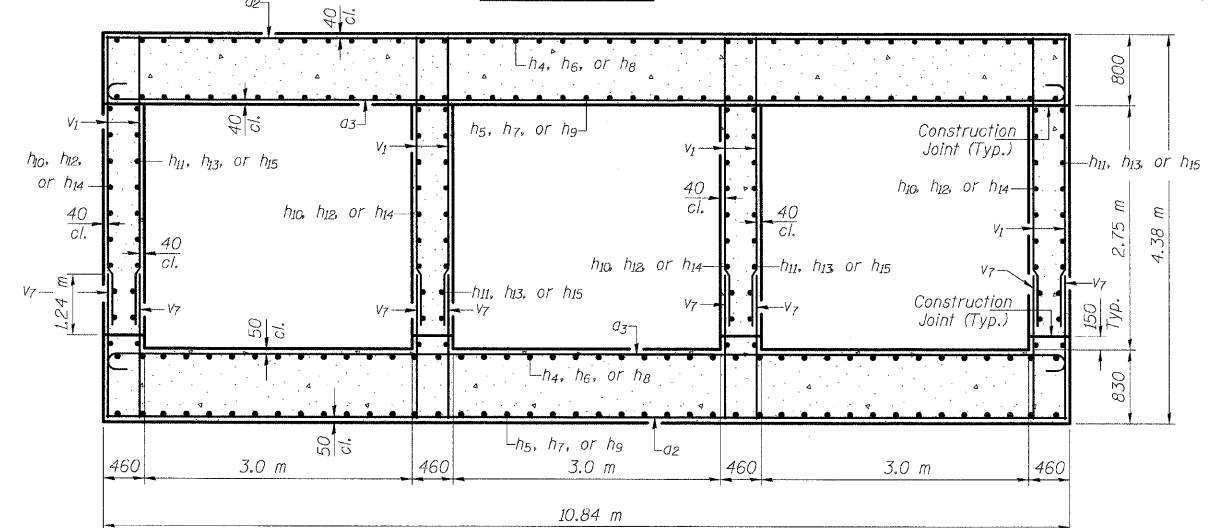 a2
40
cl.
h4, h6, or h8
800
40
cl.
a3
h5, h7, or h9
Construction
Joint (Typ.)
v1
v1
v1
h10, h12,
or h14
h11, h13, or h15
h11, h13, or h15
40
cl.
h10, h12, or h14
40
cl.
40
cl.
h10, h12, or h14
40
cl.
v1
2.75 m
4.38 m
h10, h12, or h14
h11, h13, or h15
v7
1.24 m
v7
h11, h13, or h15
v7
v7
v7
v7
v7
v7
Construction
Joint (Typ.)
150
Typ.
50
cl.
a3
h4, h6, or h8
830
50
cl.
h5, h7, or h9
a2
460
3.0 m
460
3.0 m
460
3.0 m
460
10.84 m